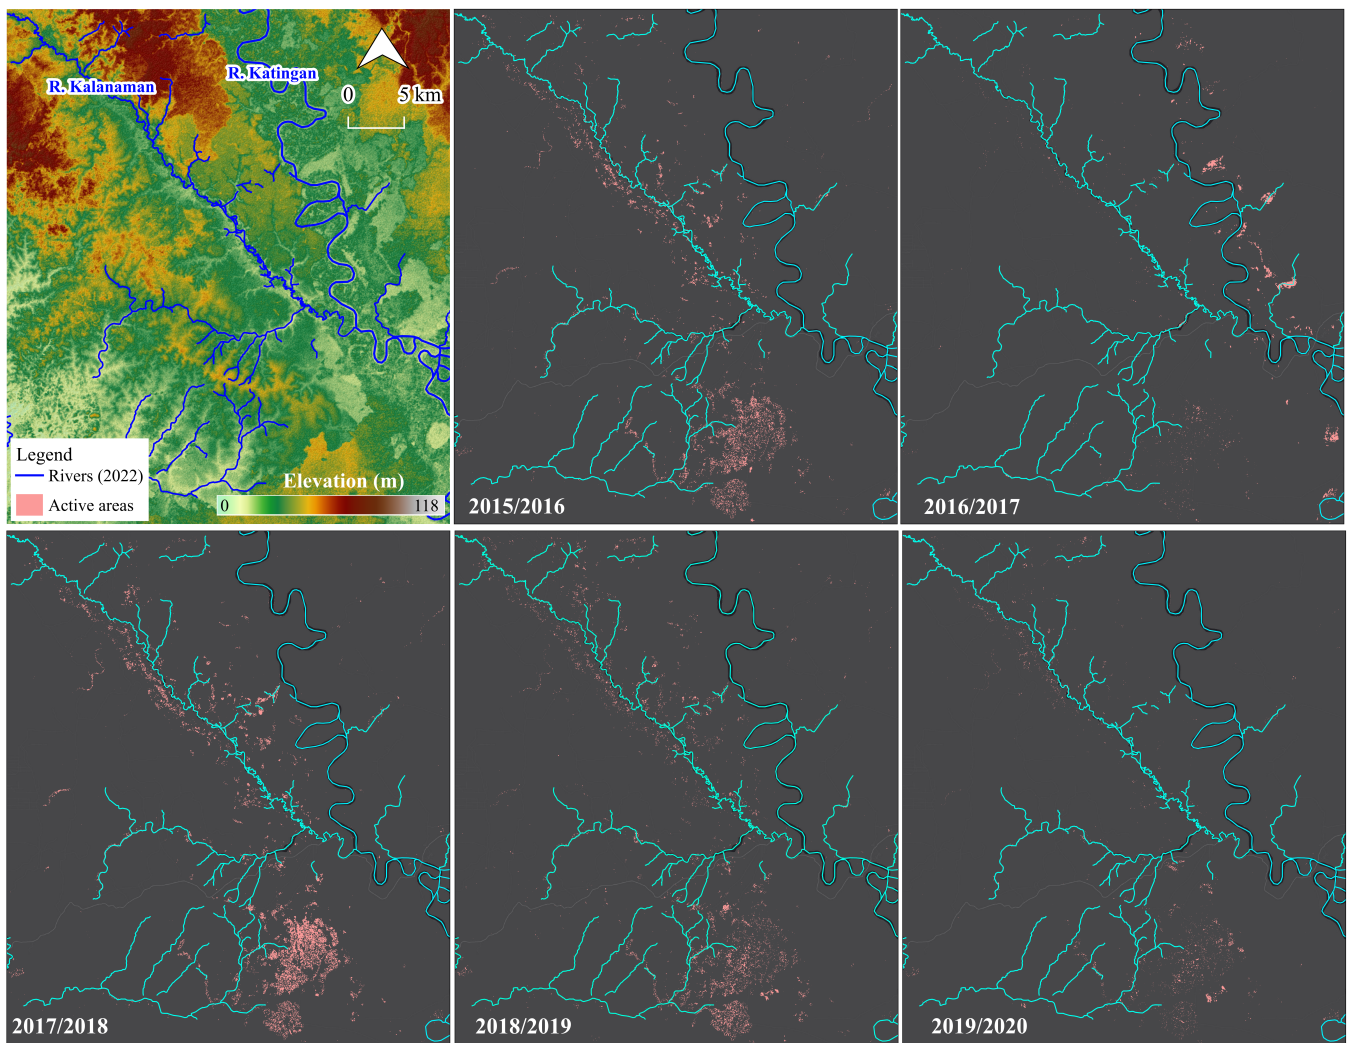 R. Kalanaman
R. Katingan
0 5 km
Legend
Rivers (2022)
Active areas
Elevation (m)
0 118
2015/2016
2016/2017
2017/2018
2018/2019
2019/2020